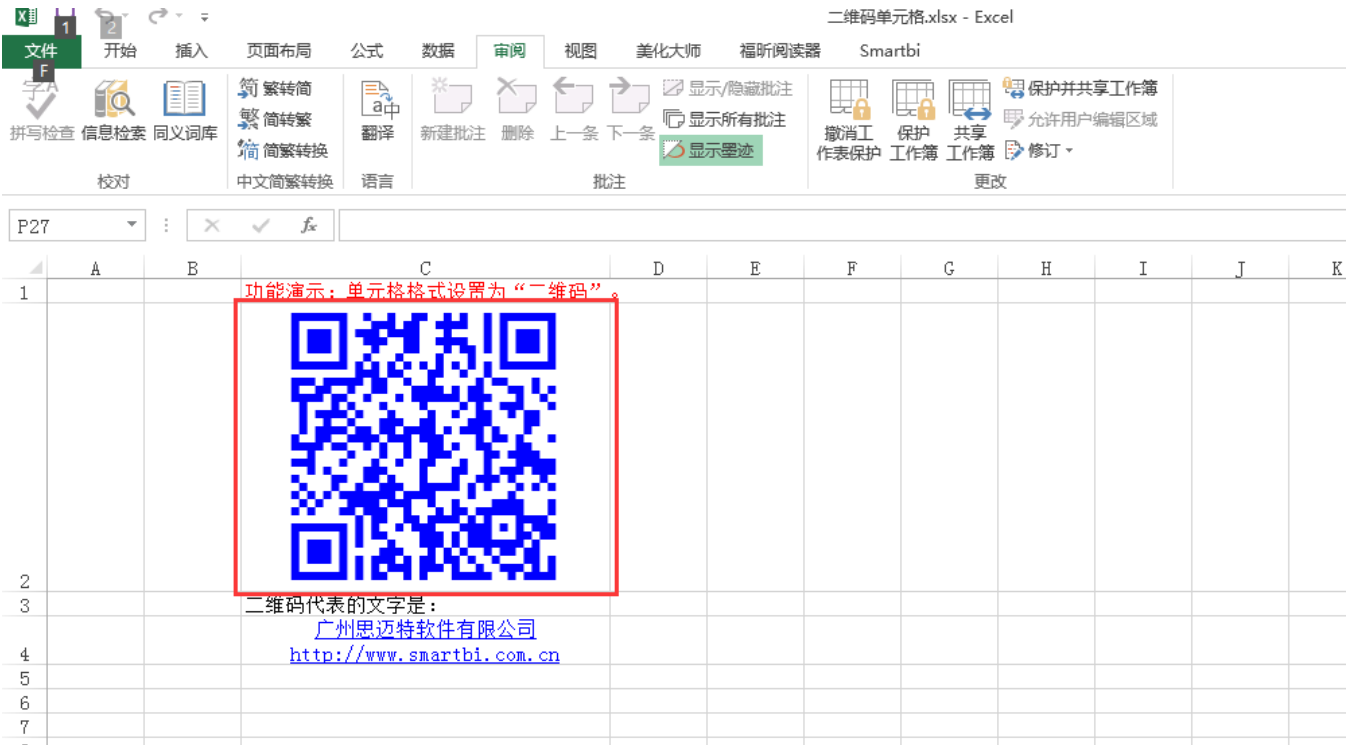 1 2 二维码单元格.xlsx - Excel
文件 开始 插入 页面布局 公式 数据 审阅 视图 美化大师 福昕阅读器 Smartbi
F
字A 繁 繁转简 显示/隐藏批注 保护并共享工作簿
简转繁 显示所有批注 允许用户编辑区域
拼写检查 信息检索 同义词库 翻译 新建批注 删除 上一条 下一条 撤消工作表保护 保护工作簿 共享工作簿
简繁转换 显示墨迹 修订
校对 中文简繁转换 语言 批注 更改
P27 fx
A B C D E F G H I J K
1 功能演示：单元格格式设置为“二维码”。
2
3 二维码代表的文字是：
广州思迈特软件有限公司
4 http://www.smartbi.com.cn
5
6
7